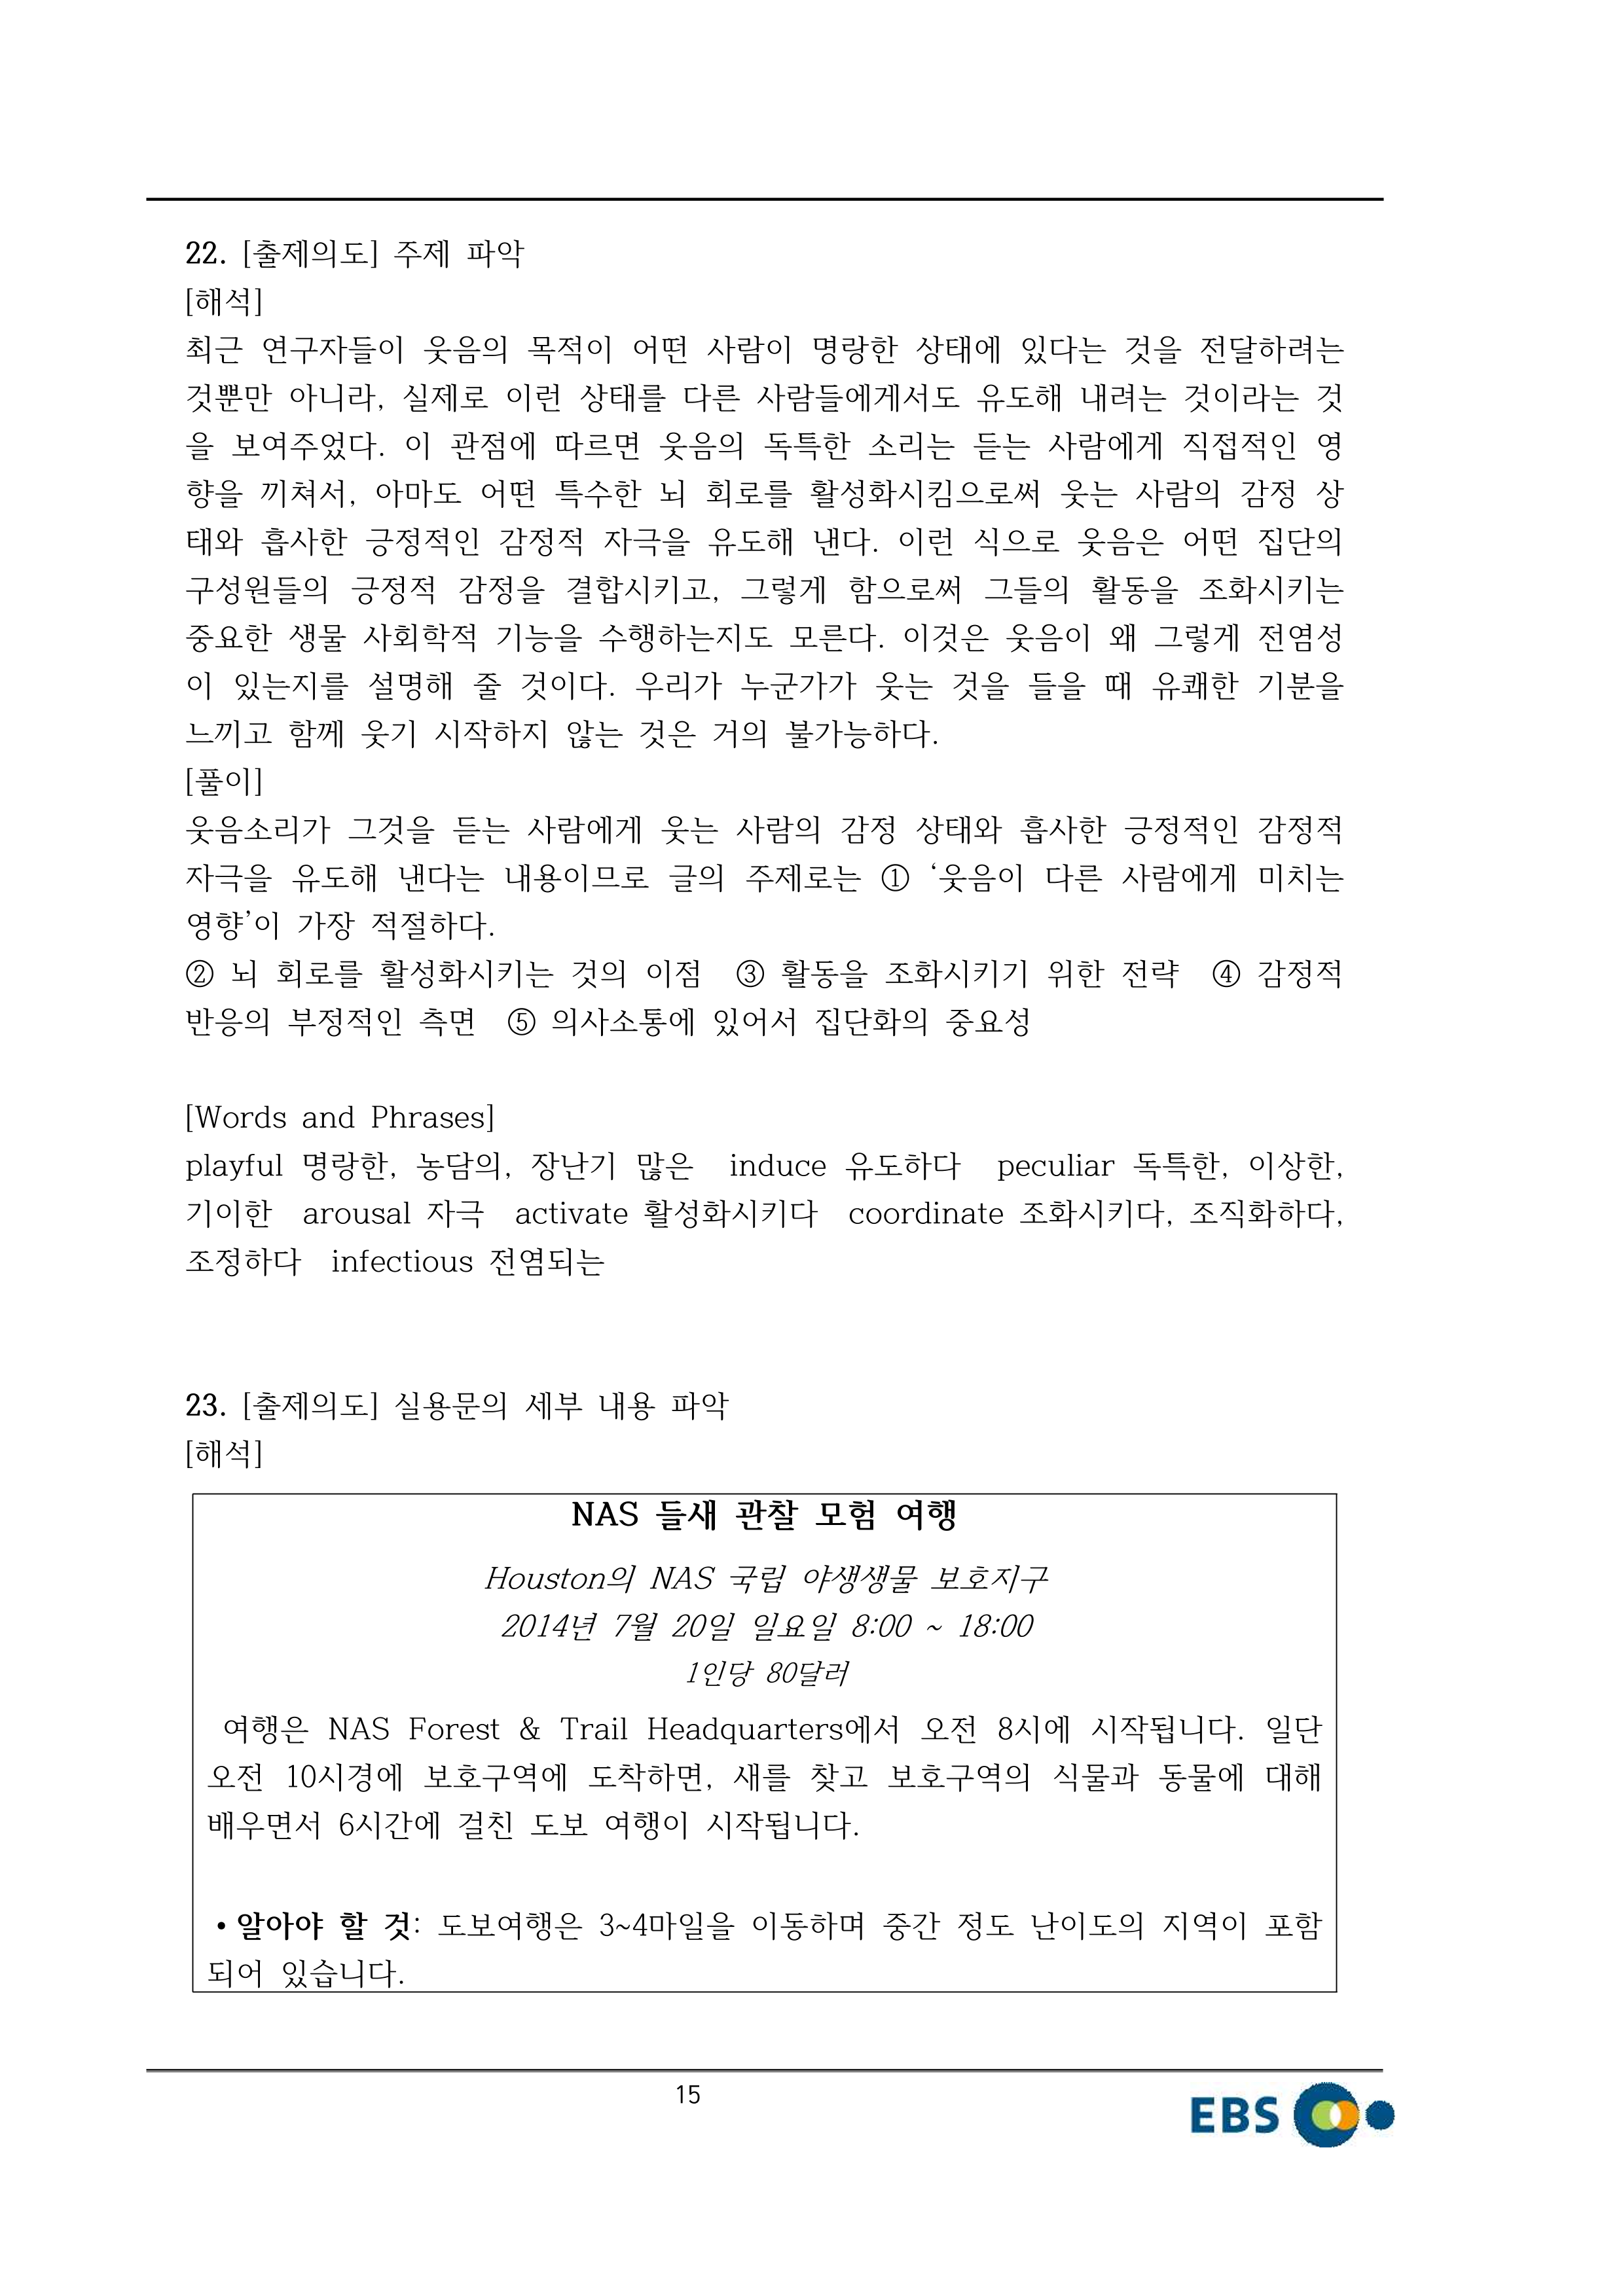 22. [출제의도] 주제 파악
[해석]
최근 연구자들이 웃음의 목적이 어떤 사람이 명랑한 상태에 있다는 것을 전달하려는
것뿐만 아니라, 실제로 이런 상태를 다른 사람들에게서도 유도해 내려는 것이라는 것
을 보여주었다. 이 관점에 따르면 웃음의 독특한 소리는 듣는 사람에게 직접적인 영
향을 끼쳐서, 아마도 어떤 특수한 뇌 회로를 활성화시킴으로써 웃는 사람의 감정 상
태와 흡사한 긍정적인 감정적 자극을 유도해 낸다. 이런 식으로 웃음은 어떤 집단의
구성원들의 긍정적 감정을 결합시키고, 그렇게 함으로써 그들의 활동을 조화시키는
중요한 생물 사회학적 기능을 수행하는지도 모른다. 이것은 웃음이 왜 그렇게 전염성
이 있는지를 설명해 줄 것이다. 우리가 누군가가 웃는 것을 들을 때 유쾌한 기분을
느끼고 함께 웃기 시작하지 않는 것은 거의 불가능하다.
[풀이]
웃음소리가 그것을 듣는 사람에게 웃는 사람의 감정 상태와 흡사한 긍정적인 감정적
자극을 유도해 낸다는 내용이므로 글의 주제로는 ① ‘웃음이 다른 사람에게 미치는
영향’이 가장 적절하다.
② 뇌 회로를 활성화시키는 것의 이점 ③ 활동을 조화시키기 위한 전략 ④ 감정적
반응의 부정적인 측면 ⑤ 의사소통에 있어서 집단화의 중요성
[Words and Phrases]
playful 명랑한, 농담의, 장난기 많은 induce 유도하다 peculiar 독특한, 이상한,
기이한 arousal 자극 activate 활성화시키다 coordinate 조화시키다, 조직화하다,
조정하다 infectious 전염되는
23. [출제의도] 실용문의 세부 내용 파악
[해석]
NAS 들새 관찰 모험 여행
Houston의 NAS 국립 야생생물 보호지구
2014년 7월 20일 일요일 8:00 ~ 18:00
1인당 80달러
여행은 NAS Forest & Trail Headquarters에서 오전 8시에 시작됩니다. 일단
오전 10시경에 보호구역에 도착하면, 새를 찾고 보호구역의 식물과 동물에 대해
배우면서 6시간에 걸친 도보 여행이 시작됩니다.
• 알아야 할 것: 도보여행은 3~4마일을 이동하며 중간 정도 난이도의 지역이 포함
되어 있습니다.
15
EBS